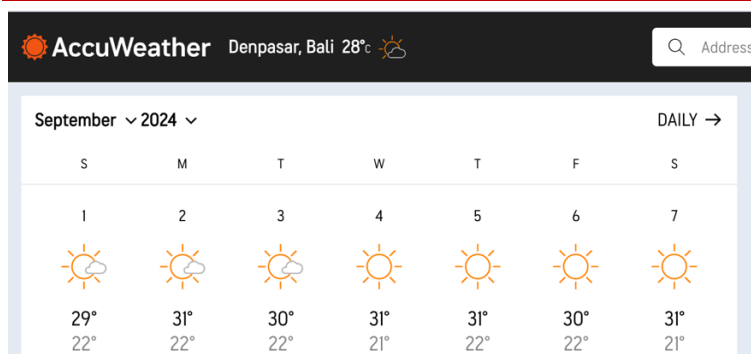 AccuWeather Denpasar, Bali 28°C Address
September 2024 DAILY →
S M T W T F S
1 2 3 4 5 6 7
29° 31° 30° 31° 31° 30° 31°
22° 22° 22° 21° 22° 22° 21°